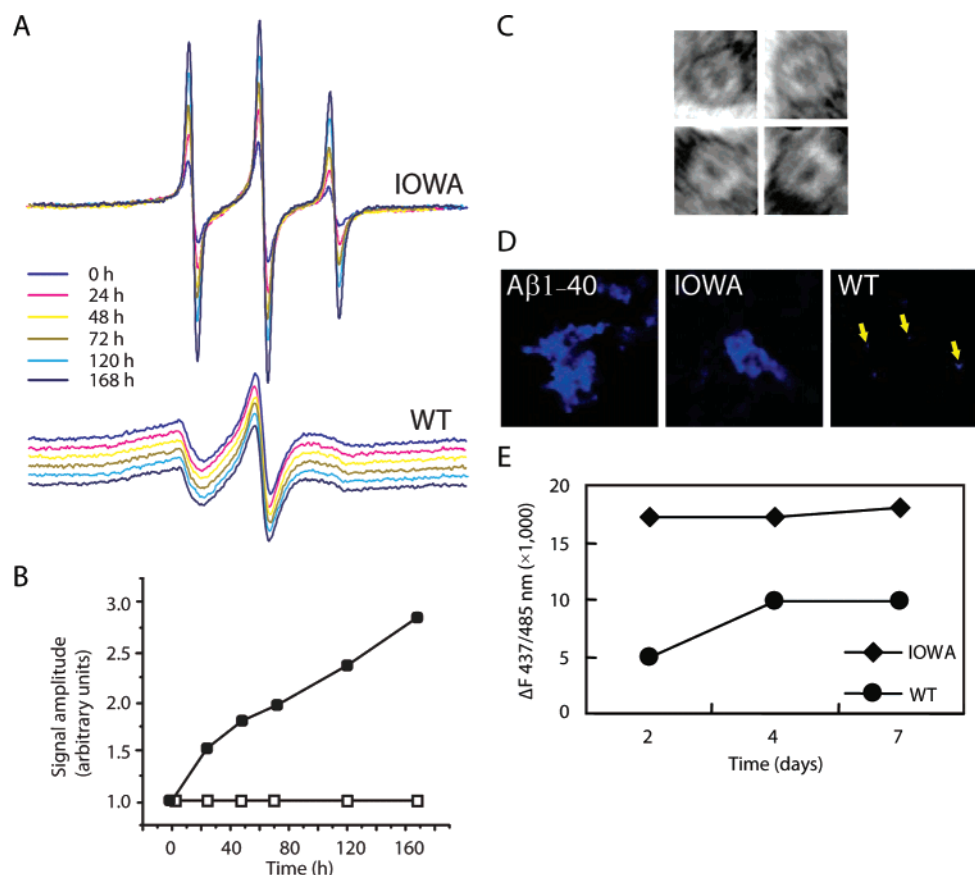 A
IOWA
0 h
24 h
48 h
72 h
120 h
168 h
WT
B
Signal amplitude
(arbitrary units)
3.0
2.5
2.0
1.5
1.0
0 40 80 120 160
Time (h)
C
D
Aβ1–40 IOWA WT
E
ΔF 437/485 nm (×1,000)
20
15
10
5
0
IOWA
WT
2 4 7
Time (days)